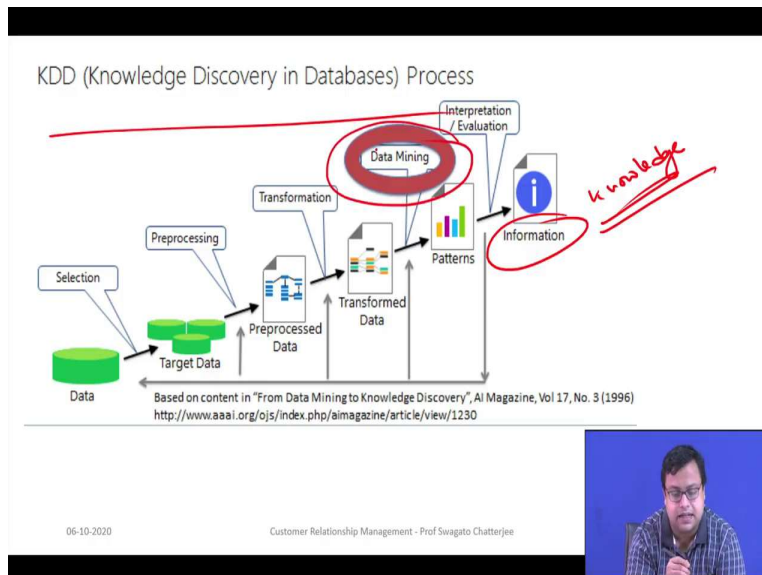 KDD (Knowledge Discovery in Databases) Process
Interpretation
/ Evaluation
Data Mining
Knowledge
Transformation
Preprocessing
Information
Patterns
Selection
Transformed
Data
Preprocessed
Data
Target Data
Data
Based on content in "From Data Mining to Knowledge Discovery", AI Magazine, Vol 17, No. 3 (1996)
http://www.aaai.org/ojs/index.php/aimagazine/article/view/1230
06-10-2020
Customer Relationship Management - Prof Swagato Chatterjee